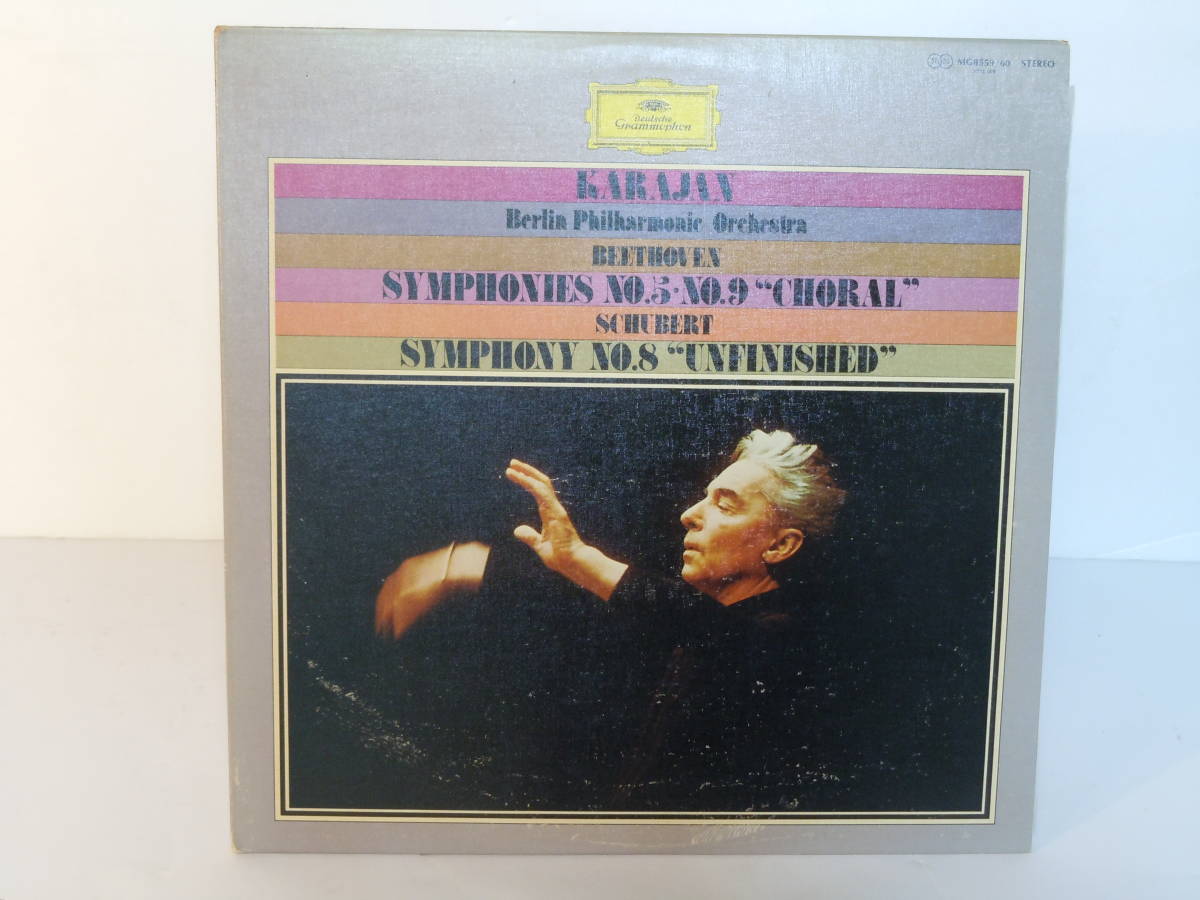 MG8559/60 STEREO
Deutsche
Grammophon
KARAJAN
Berlin Philharmonic Orchestra
BEETHOVEN
SYMPHONIES NO.5·NO.9 “CHORAL”
SCHUBERT
SYMPHONY NO.8 “UNFINISHED”